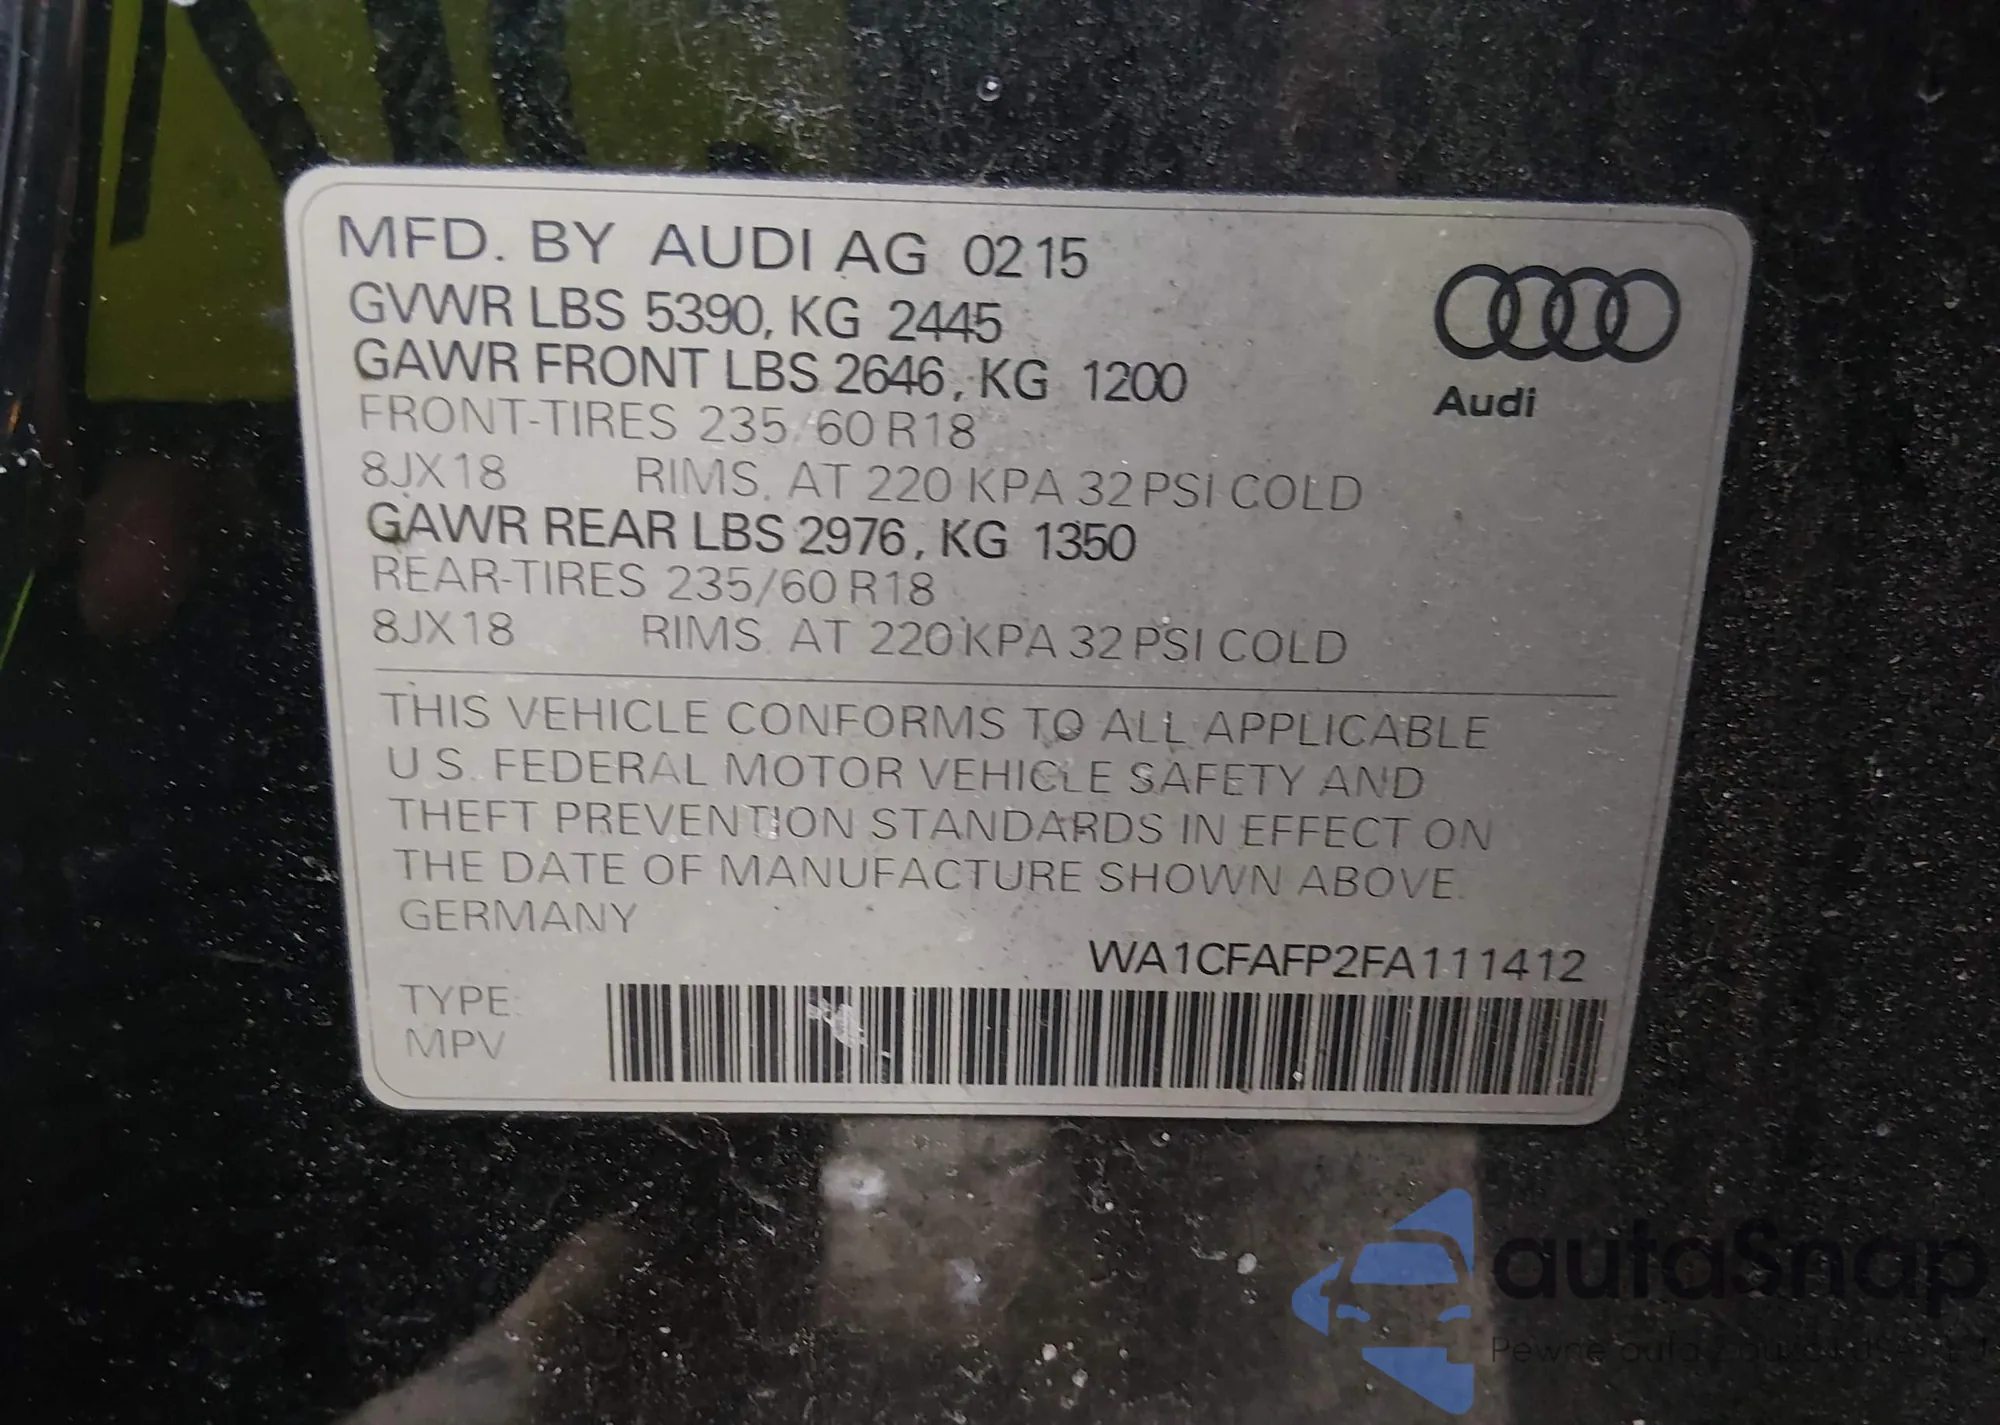 MFD. BY AUDI AG 02 15
GVWR LBS 5390, KG 2445
GAWR FRONT LBS 2646, KG 1200
FRONT-TIRES 235/60 R18
8JX18 RIMS. AT 220 KPA 32 PSI COLD
GAWR REAR LBS 2976, KG 1350
REAR-TIRES 235/60 R18
8JX18 RIMS. AT 220 KPA 32 PSI COLD
Audi
THIS VEHICLE CONFORMS TO ALL APPLICABLE
U.S. FEDERAL MOTOR VEHICLE SAFETY AND
THEFT PREVENTION STANDARDS IN EFFECT ON
THE DATE OF MANUFACTURE SHOWN ABOVE.
GERMANY
WA1CFAFP2FA111412
TYPE:
MPV
autaSnap
Pewne auta z